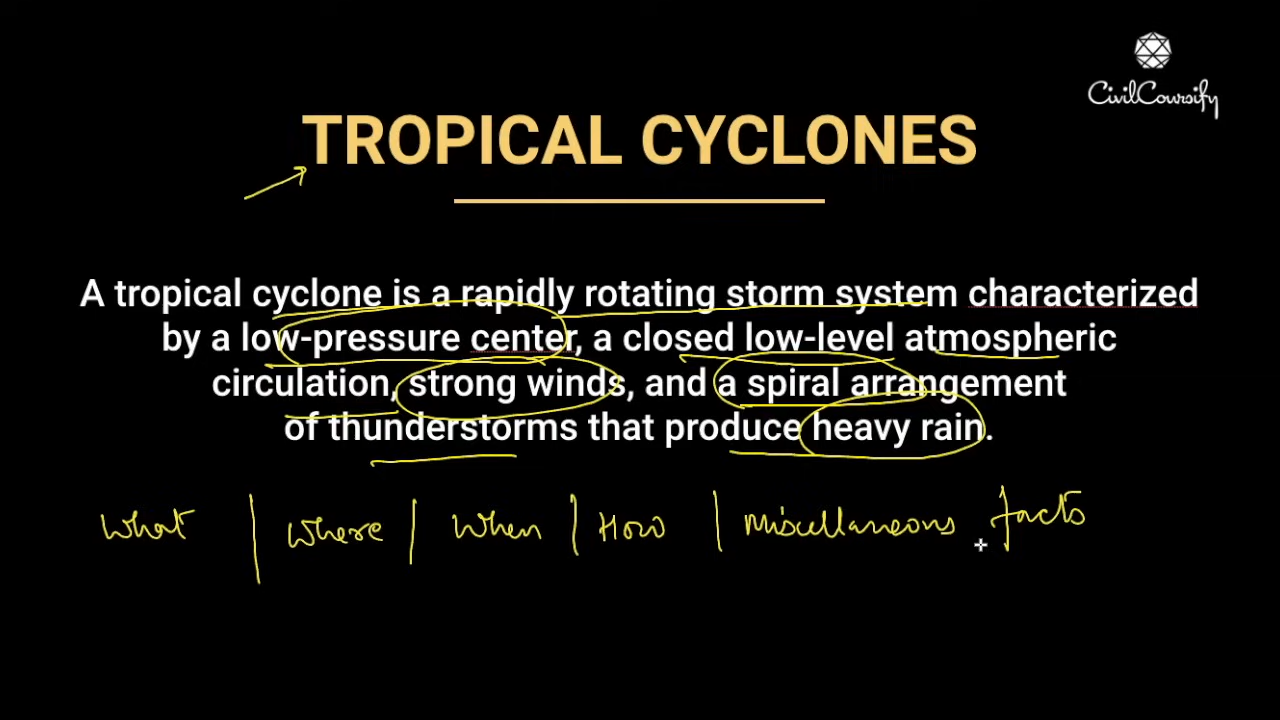 CivilCoursify
TROPICAL CYCLONES
A tropical cyclone is a rapidly rotating storm system characterized
by a low-pressure center, a closed low-level atmospheric
circulation, strong winds, and a spiral arrangement
of thunderstorms that produce heavy rain.
What | Where | When | How | Miscellaneous facts